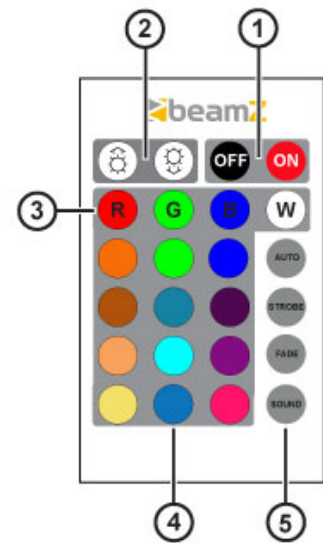 2
1
beamz
OFF ON
3
R G B W
AUTO
STROBE
FADE
SOUND
4
5